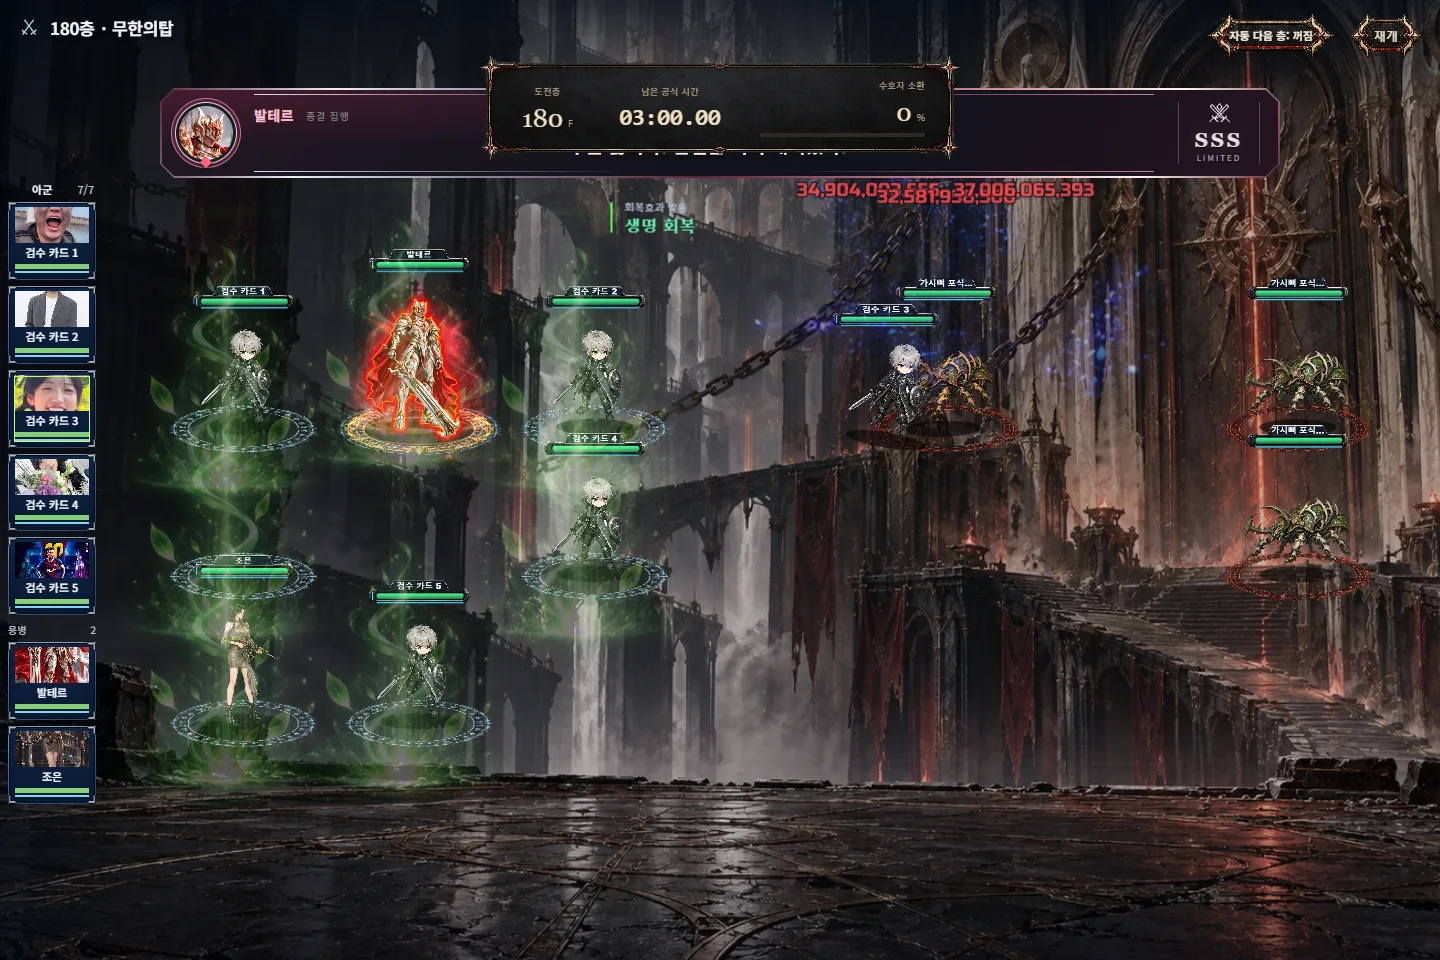 180층 · 무한의탑
자동 다음 층: 꺼짐
재개
도전층
180 F
남은 공식 시간
03:00.00
수호자 소환
0 %
발테르
종결 집행
SSS
LIMITED
아군 7/7
검수 카드 1
검수 카드 2
검수 카드 3
검수 카드 4
검수 카드 5
용병 2
발테르
조은
37,006,065,393
회복효과
생명 회복
발테르
검수 카드 1
검수 카드 2
가시뼈 포식...
가시뼈 포식...
검수 카드 3
검수 카드 4
가시뼈 포식...
조은
검수 카드 5